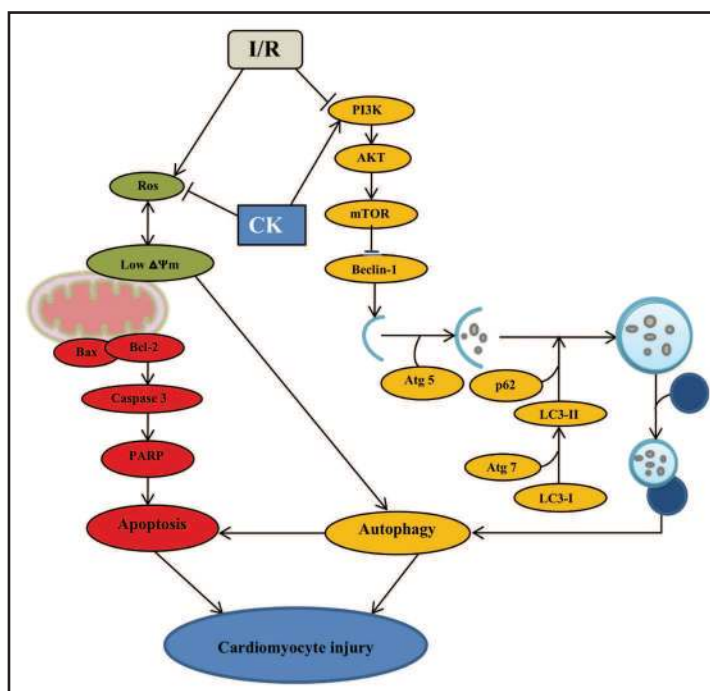 I/R
PI3K
AKT
Ros
CK
mTOR
Low ΔΨm
Beclin-1
Bax
Bel-2
Atg 5
p62
Caspase 3
LC3-II
PARP
Atg 7
LC3-I
Apoptosis
Autophagy
Cardiomyocyte injury